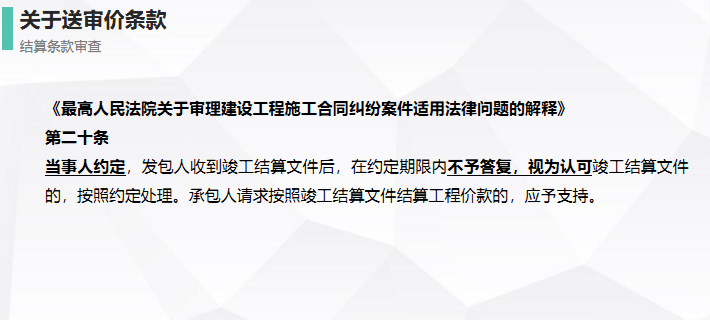 关于送审价条款
结算条款审查
《最高人民法院关于审理建设工程施工合同纠纷案件适用法律问题的解释》
第二十条
当事人约定，发包人收到竣工结算文件后，在约定期限内不予答复，视为认可竣工结算文件
的，按照约定处理。承包人请求按照竣工结算文件结算工程价款的，应予支持。